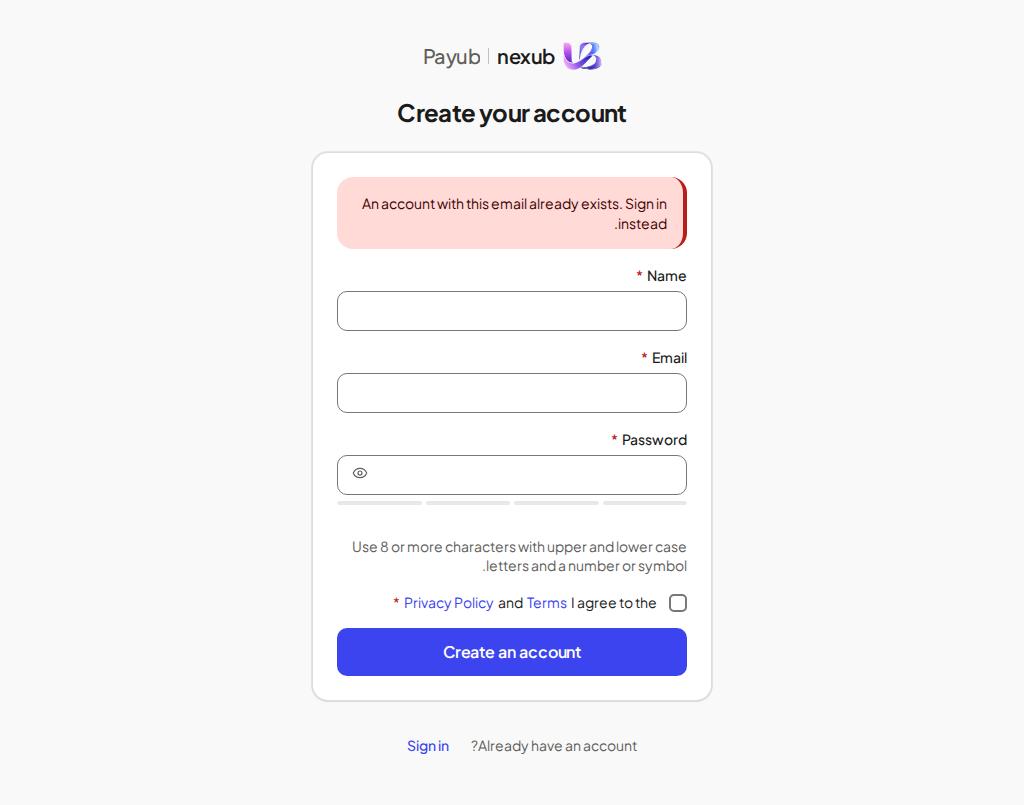 nexub | Payub
Create your account
An account with this email already exists. Sign in
instead.
Name *
Email *
Password *
Use 8 or more characters with upper and lower case
letters and a number or symbol.
I agree to the Terms and Privacy Policy *
Create an account
Already have an account? Sign in